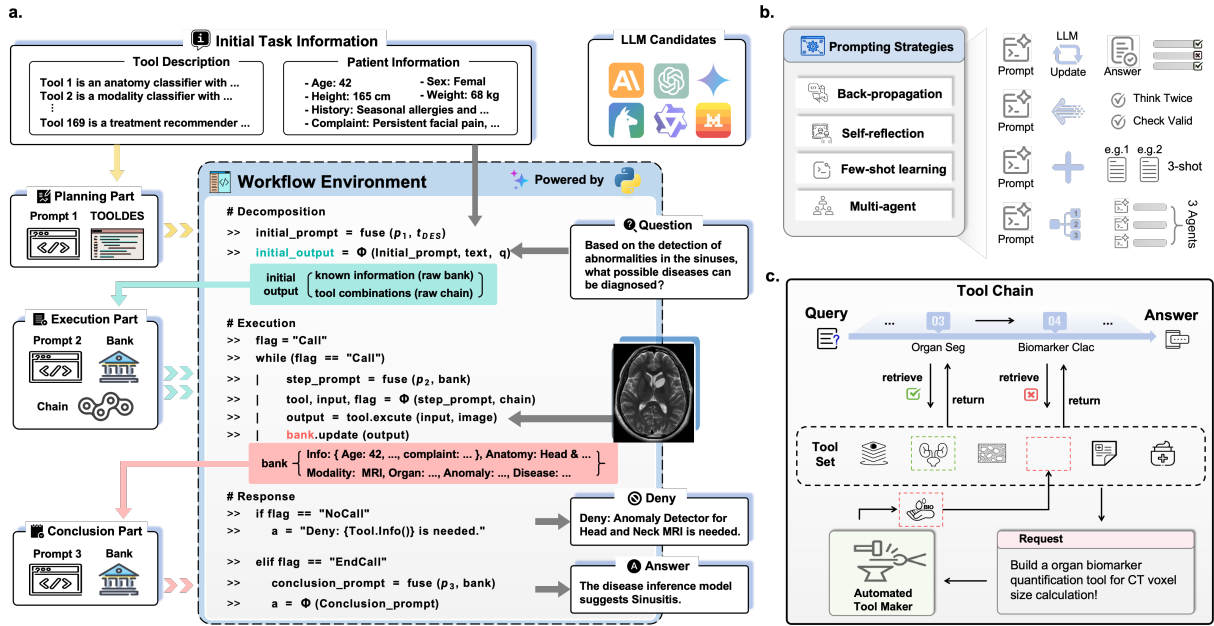 a.
Initial Task Information
Tool Description
Tool 1 is an anatomy classifier with ...
Tool 2 is a modality classifier with ...
⋮
Tool 169 is a treatment recommender ...
Patient Information
- Age: 42
- Sex: Femal
- Height: 165 cm
- Weight: 68 kg
- History: Seasonal allergies and ...
- Complaint: Persistent facial pain, ...
LLM Candidates
Planning Part
Prompt 1 TOOLDES
Execution Part
Prompt 2 Bank
Chain
Conclusion Part
Prompt 3 Bank
Workflow Environment
Powered by
# Decomposition
>> initial_prompt = fuse (p1, tDES)
>> initial_output = Φ (Initial_prompt, text, q)
initial output
known information (raw bank)
tool combinations (raw chain)
# Execution
>> flag = "Call"
>> while (flag == "Call")
>> | step_prompt = fuse (p2, bank)
>> | tool, input, flag = Φ (step_prompt, chain)
>> | output = tool.excute (input, image)
>> | bank.update (output)
bank
Info: { Age: 42, ..., complaint: ... }, Anatomy: Head & ...
Modality: MRI, Organ: ..., Anomaly: ..., Disease: ...
# Response
>> if flag == "NoCall"
>> a = "Deny: {Tool.Info()} is needed."
>> elif flag == "EndCall"
>> conclusion_prompt = fuse (p3, bank)
>> a = Φ (Conclusion_prompt)
Question
Based on the detection of
abnormalities in the sinuses,
what possible diseases can
be diagnosed?
Deny
Deny: Anomaly Detector for
Head and Neck MRI is needed.
A Answer
The disease inference model
suggests Sinusitis.
b.
Prompting Strategies
Back-propagation
Self-reflection
Few-shot learning
Multi-agent
LLM
Prompt Update Answer
Prompt
Think Twice
Check Valid
Prompt
e.g.1 e.g.2
3-shot
Prompt
1
2
3
3 Agents
c.
Tool Chain
Query
Answer
... 03 04 ...
Organ Seg
Biomarker Clac
retrieve
return
retrieve
return
Tool
Set
BIO
Automated
Tool Maker
Request
Build a organ biomarker
quantification tool for CT voxel
size calculation!